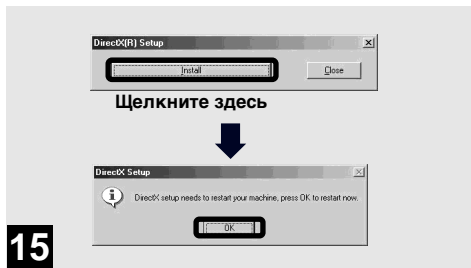 DirectX(R) Setup
Install
Close
Щелкните здесь
DirectX Setup
DirectX setup needs to restart your machine, press OK to restart now.
OK
15